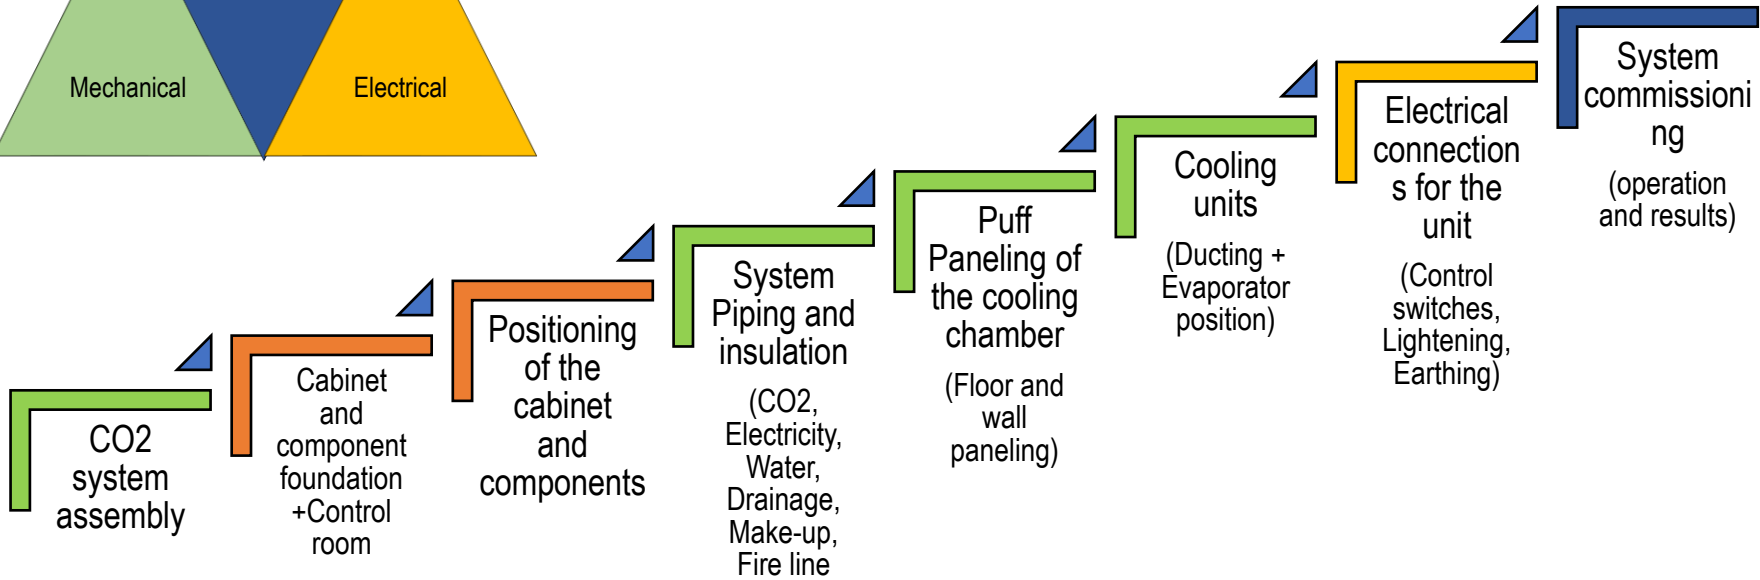 Mechanical
Electrical
CO2
system
assembly
Cabinet
and
component
foundation
+Control
room
Positioning
of the
cabinet
and
components
System
Piping and
insulation
(CO2,
Electricity,
Water,
Drainage,
Make-up,
Fire line
Puff
Paneling of
the cooling
chamber
(Floor and
wall
paneling)
Cooling
units
(Ducting +
Evaporator
position)
Electrical
connection
s for the
unit
(Control
switches,
Lightening,
Earthing)
System
commissioni
ng
(operation
and results)